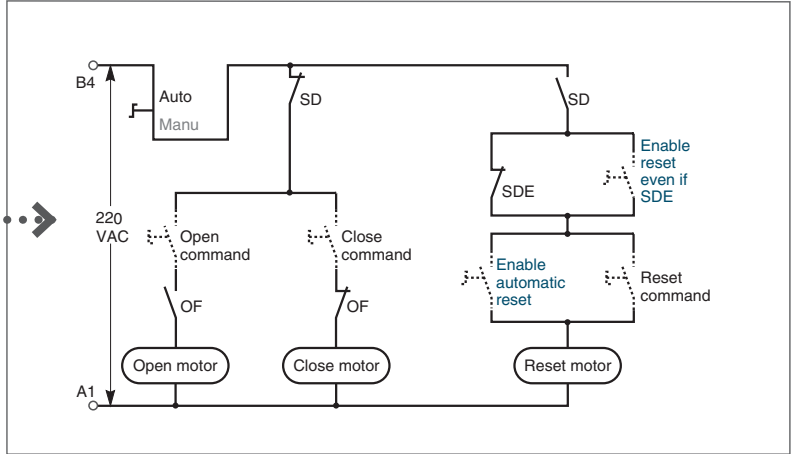 B4
Auto
Manu
SD
SD
Enable
reset
even if
SDE
SDE
220
VAC
Open
command
Close
command
Enable
automatic
reset
Reset
command
OF
OF
Open motor
Close motor
Reset motor
A1